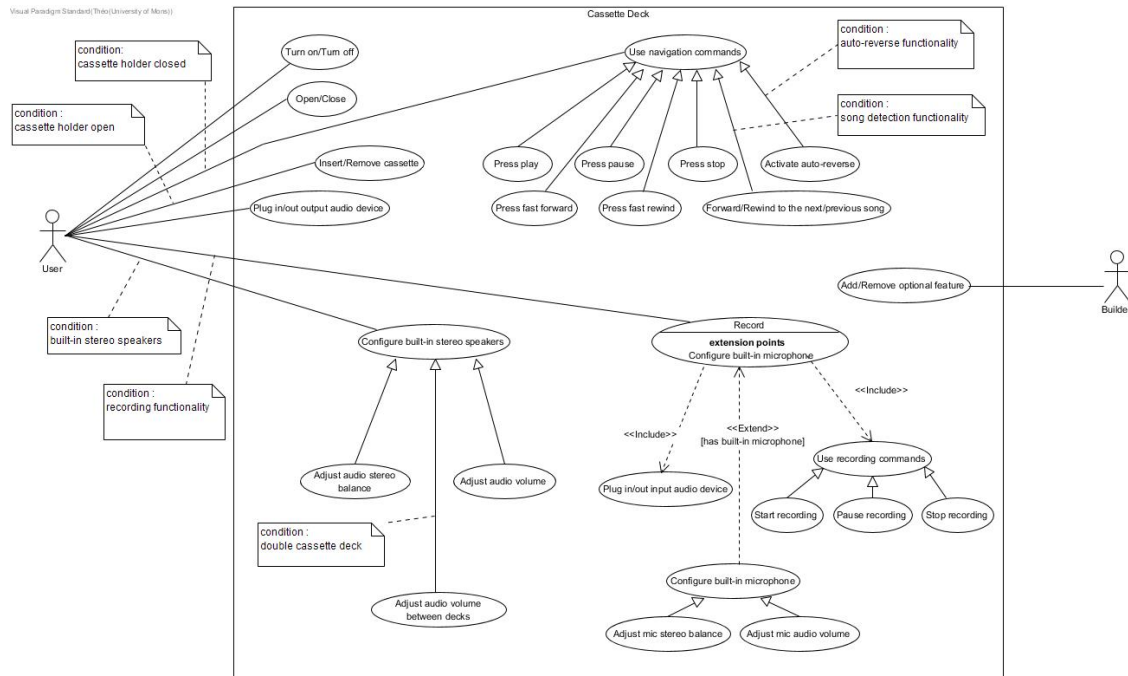 Visual Paradigm Standard(Théo(University of Mons))
Cassette Deck
condition:
cassette holder closed
Turn on/Turn off
Use navigation commands
condition :
auto-reverse functionality
condition :
cassette holder open
Open/Close
condition :
song detection functionality
Insert/Remove cassette
Press play
Press pause
Press stop
Activate auto-reverse
Plug in/out output audio device
Press fast forward
Press fast rewind
Forward/Rewind to the next/previous song
User
Add/Remove optional feature
Builde
condition :
built-in stereo speakers
Configure built-in stereo speakers
Record
extension points
Configure built-in microphone
condition :
recording functionality
<<Include>>
<<Include>>
<<Extend>>
[has built-in microphone]
Use recording commands
Adjust audio stereo
balance
Adjust audio volume
Plug in/out input audio device
Start recording
Pause recording
Stop recording
condition :
double cassette deck
Configure built-in microphone
Adjust audio volume
between decks
Adjust mic stereo balance
Adjust mic audio volume